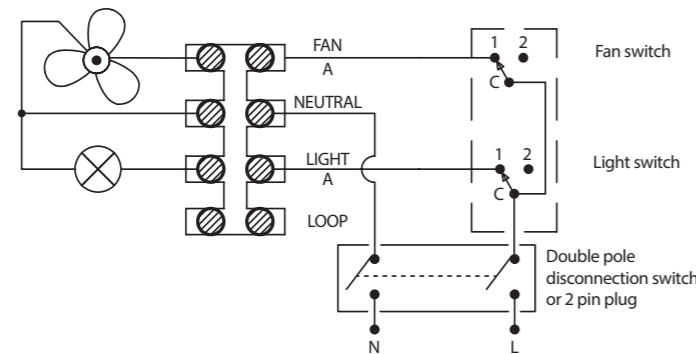 FAN
A
NEUTRAL
LIGHT
A
LOOP
1 2
C
Fan switch
1 2
C
Light switch
Double pole
disconnection switch
or 2 pin plug
N L